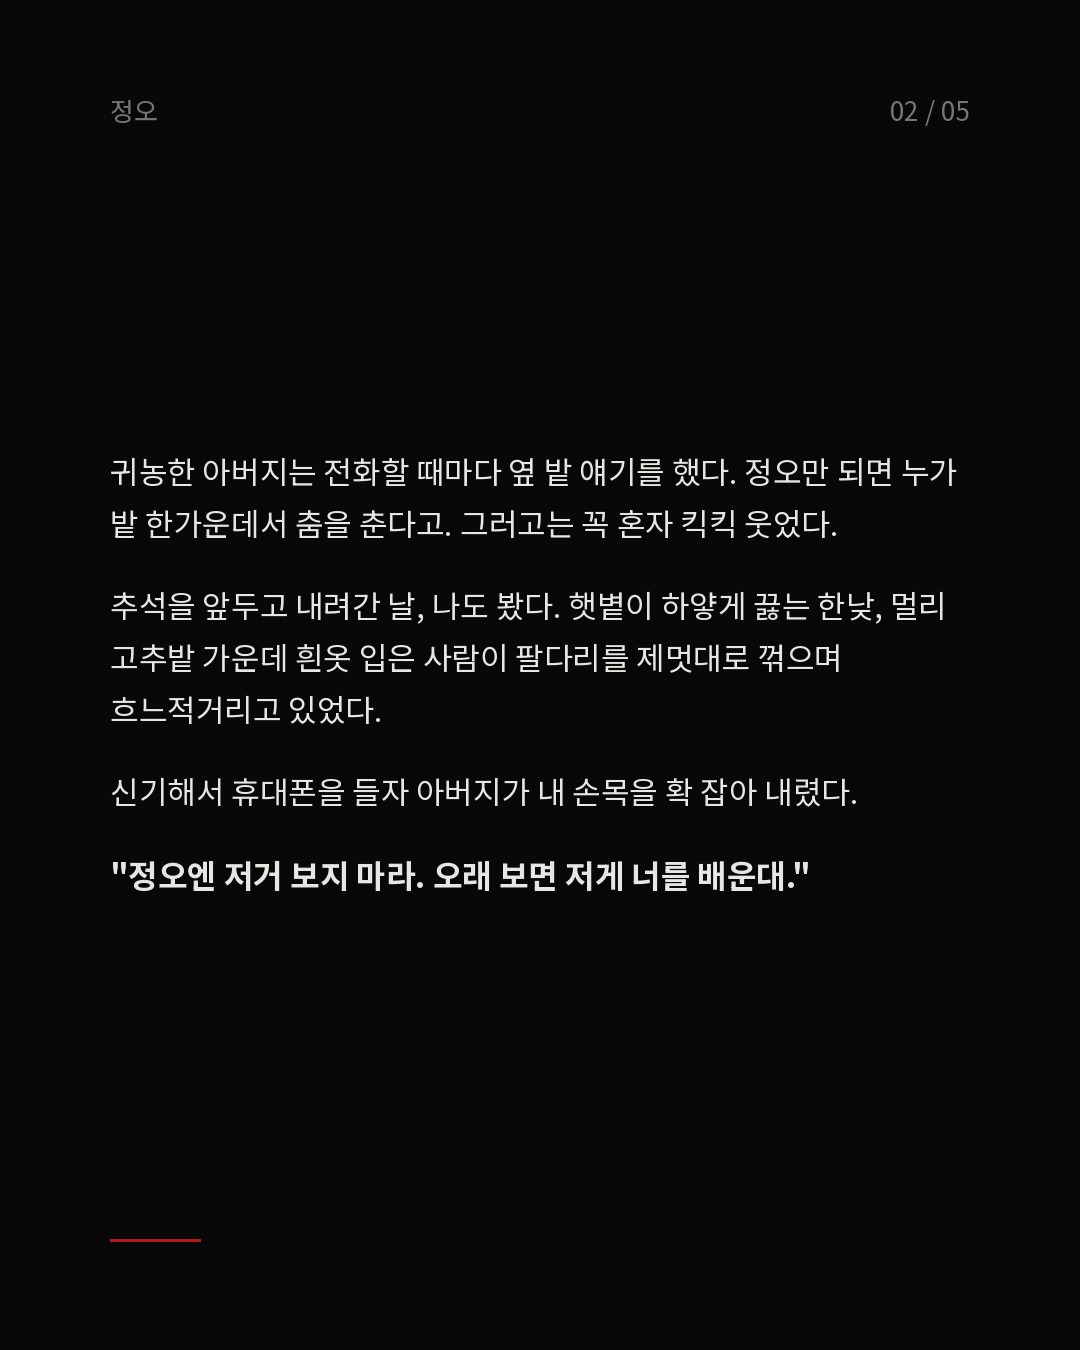 정오
02 / 05
귀농한 아버지는 전화할 때마다 옆 밭 얘기를 했다. 정오만 되면 누가
밭 한가운데서 춤을 춘다고. 그러고는 꼭 혼자 킥킥 웃었다.
추석을 앞두고 내려간 날, 나도 봤다. 햇볕이 하얗게 끓는 한낮, 멀리
고추밭 가운데 흰옷 입은 사람이 팔다리를 제멋대로 꺾으며
흐느적거리고 있었다.
신기해서 휴대폰을 들자 아버지가 내 손목을 확 잡아 내렸다.
"정오엔 저거 보지 마라. 오래 보면 저게 너를 배운대."